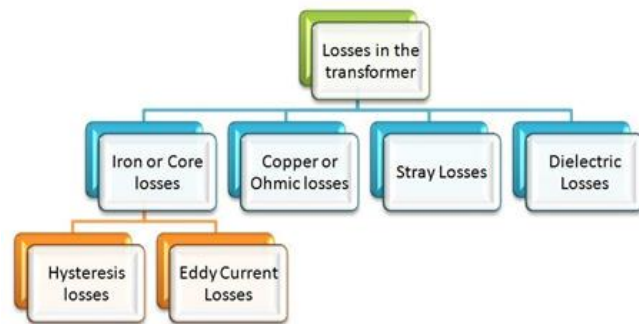 Losses in the
transformer
Iron or Core
losses
Copper or
Ohmic losses
Stray Losses
Dielectric
Losses
Hysteresis
losses
Eddy Current
Losses